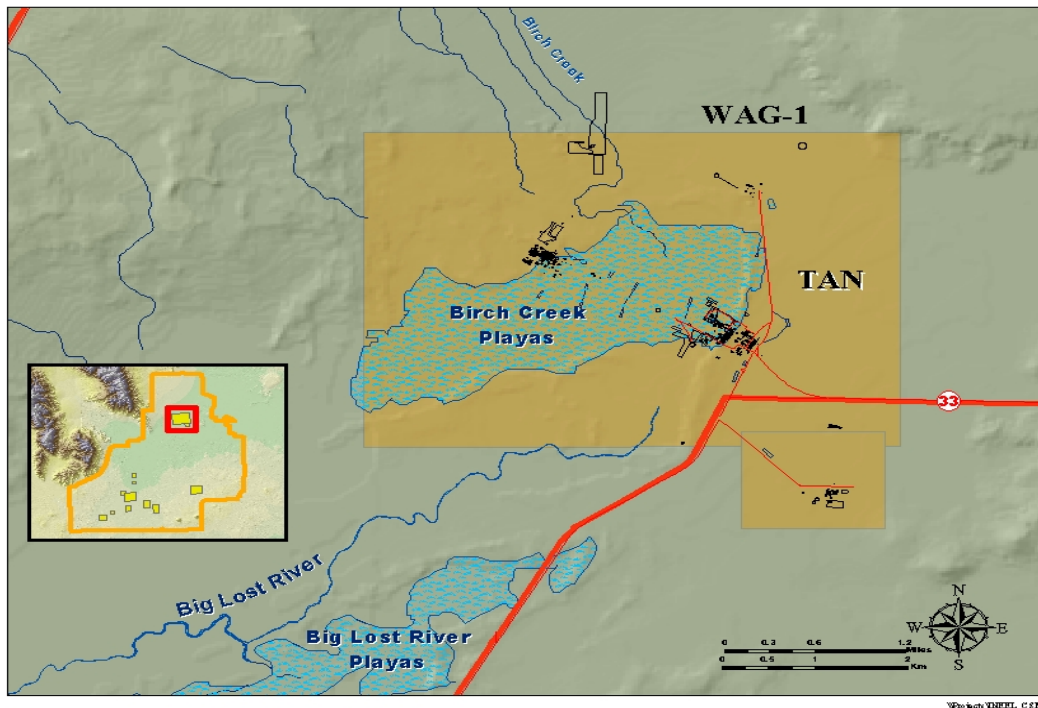 Birch Creek
WAG-1
TAN
Birch Creek
Playas
33
Big Lost River
Big Lost River
Playas
N
W E
S
0 0.3 0.6 1.2
Miles
0 0.5 1 2
Km